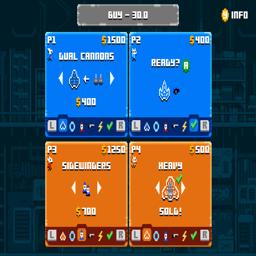 BUY - 30.0
INFO
P1 $1500
DUAL CANNONS
$400
L R
P2 $400
READY?
L R
P3 $1250
SIDEWINDERS
$700
L R
P4 $500
HEAVY
SOLD!
L R